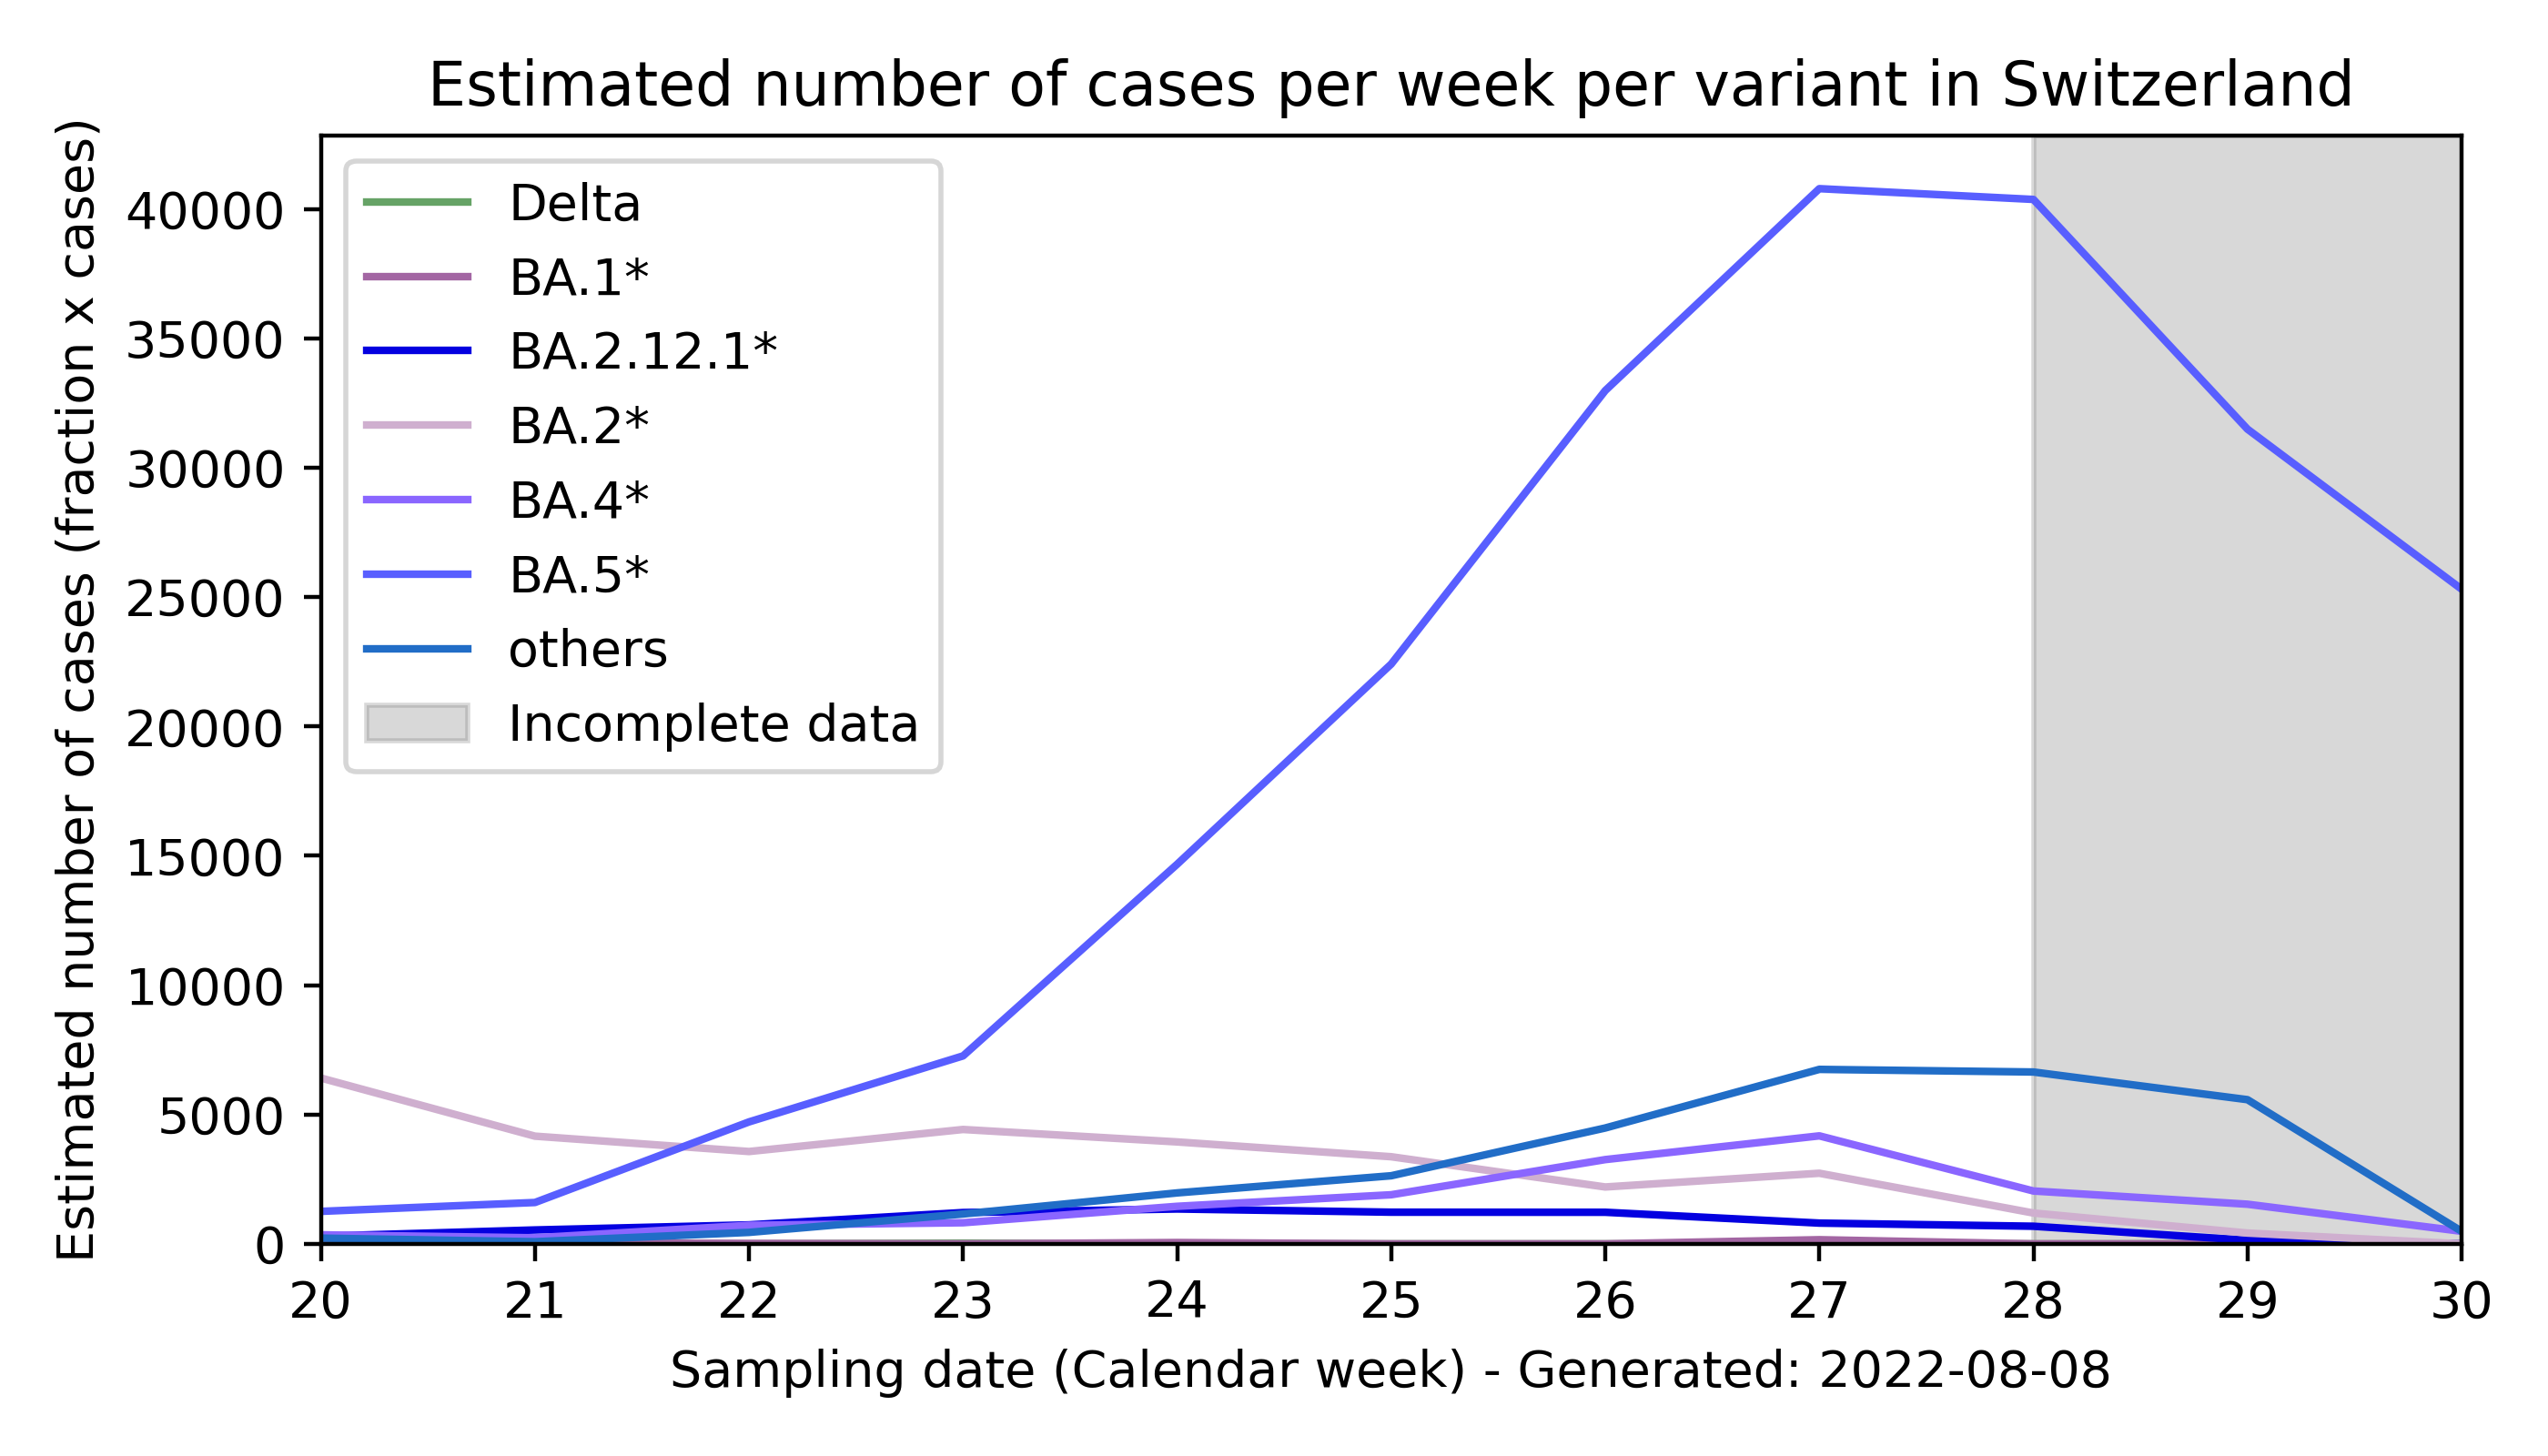 Estimated number of cases per week per variant in Switzerland
Estimated number of cases (fraction x cases)
40000
35000
30000
25000
20000
15000
10000
5000
0
Delta
BA.1*
BA.2.12.1*
BA.2*
BA.4*
BA.5*
others
Incomplete data
20 21 22 23 24 25 26 27 28 29 30
Sampling date (Calendar week) - Generated: 2022-08-08